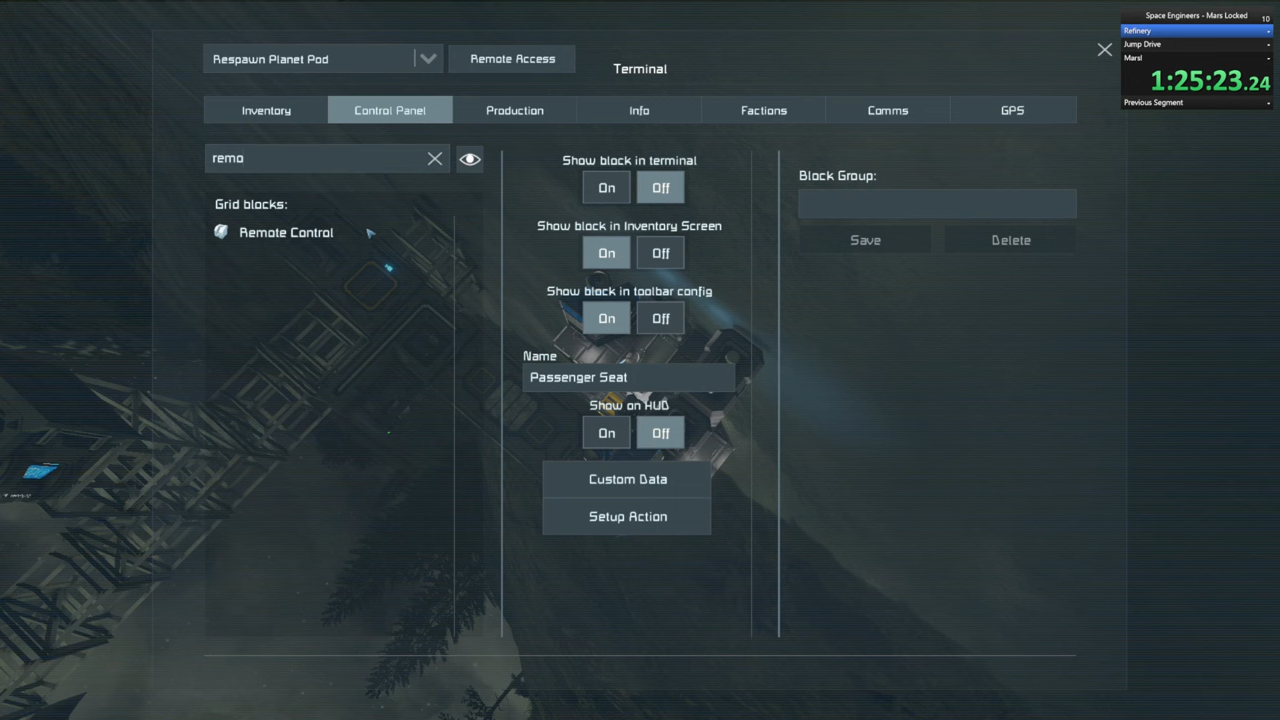 Space Engineers - Mars Locked
10
Refinery -
Jump Drive -
Mars! -
1:25:23.24
Previous Segment -
Respawn Planet Pod
Remote Access
Terminal
Inventory
Control Panel
Production
Info
Factions
Comms
GPS
remo
Grid blocks:
Remote Control
Show block in terminal
On Off
Show block in Inventory Screen
On Off
Show block in toolbar config
On Off
Name
Passenger Seat
Show on HUD
On Off
Custom Data
Setup Action
Block Group:
Save
Delete